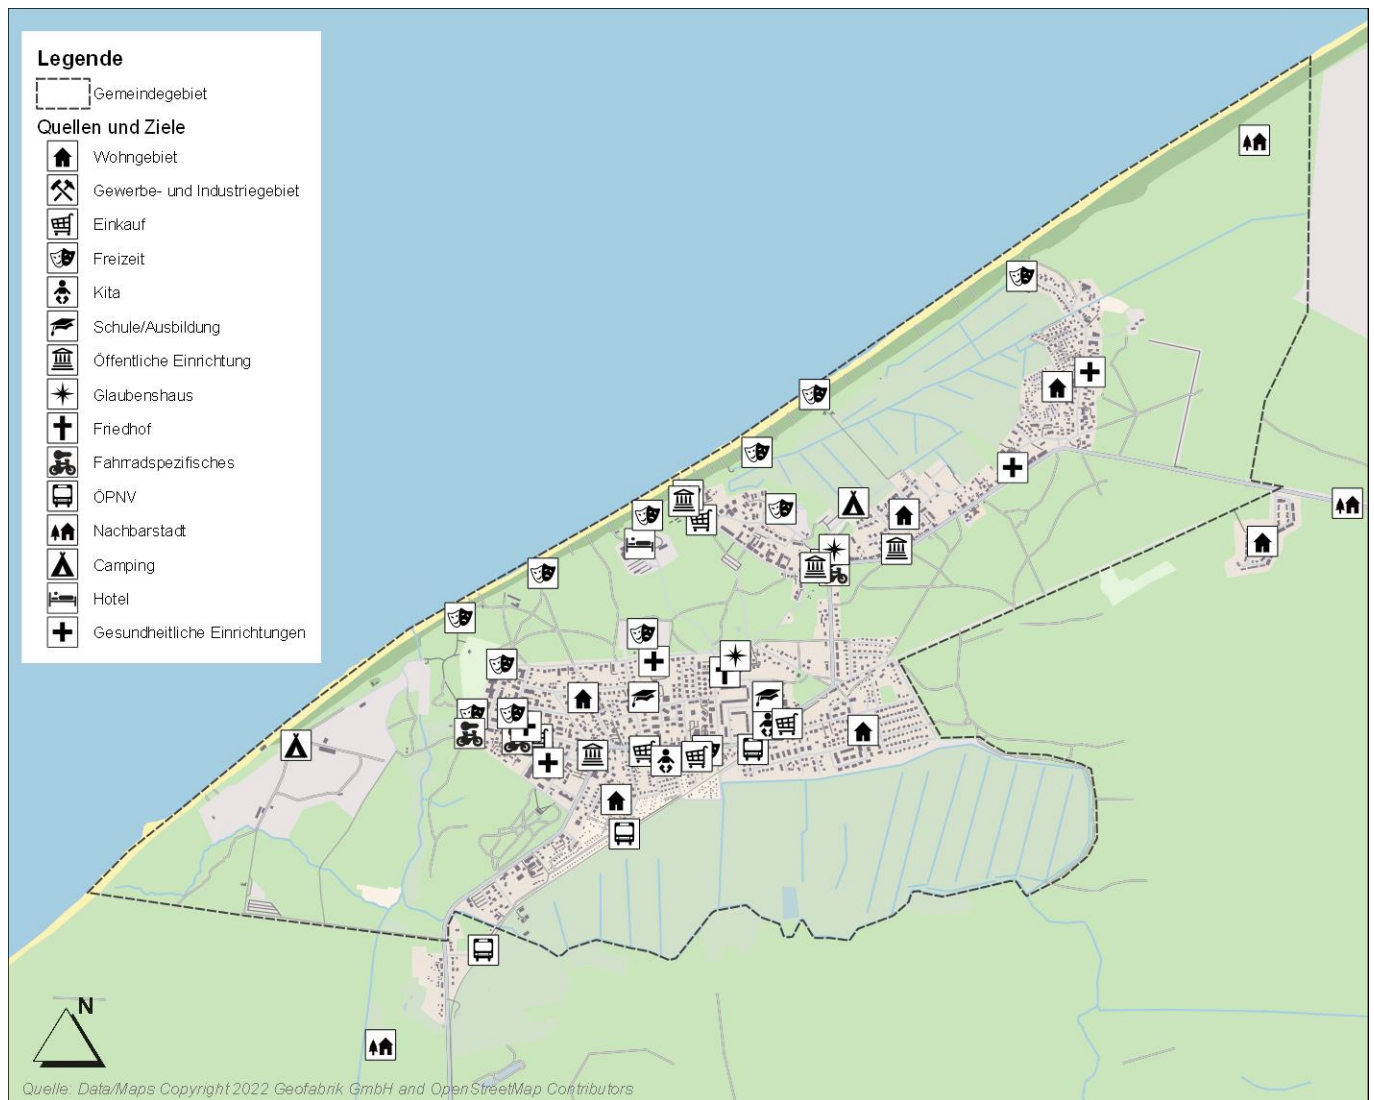 Legende
Gemeindegebiet
Quellen und Ziele
Wohngebiet
Gewerbe- und Industriegebiet
Einkauf
Freizeit
Kita
Schule/Ausbildung
Öffentliche Einrichtung
Glaubenshaus
Friedhof
Fahrradspezifisches
ÖPNV
Nachbarstadt
Camping
Hotel
Gesundheitliche Einrichtungen
N
Quelle: Data/Maps Copyright 2022 Geofabrik GmbH and OpenStreetMap Contributors